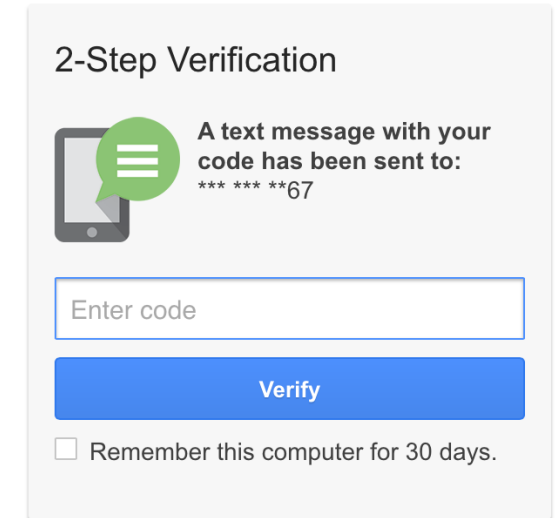 2-Step Verification
A text message with your
code has been sent to:
*** *** **67
Enter code
Verify
Remember this computer for 30 days.